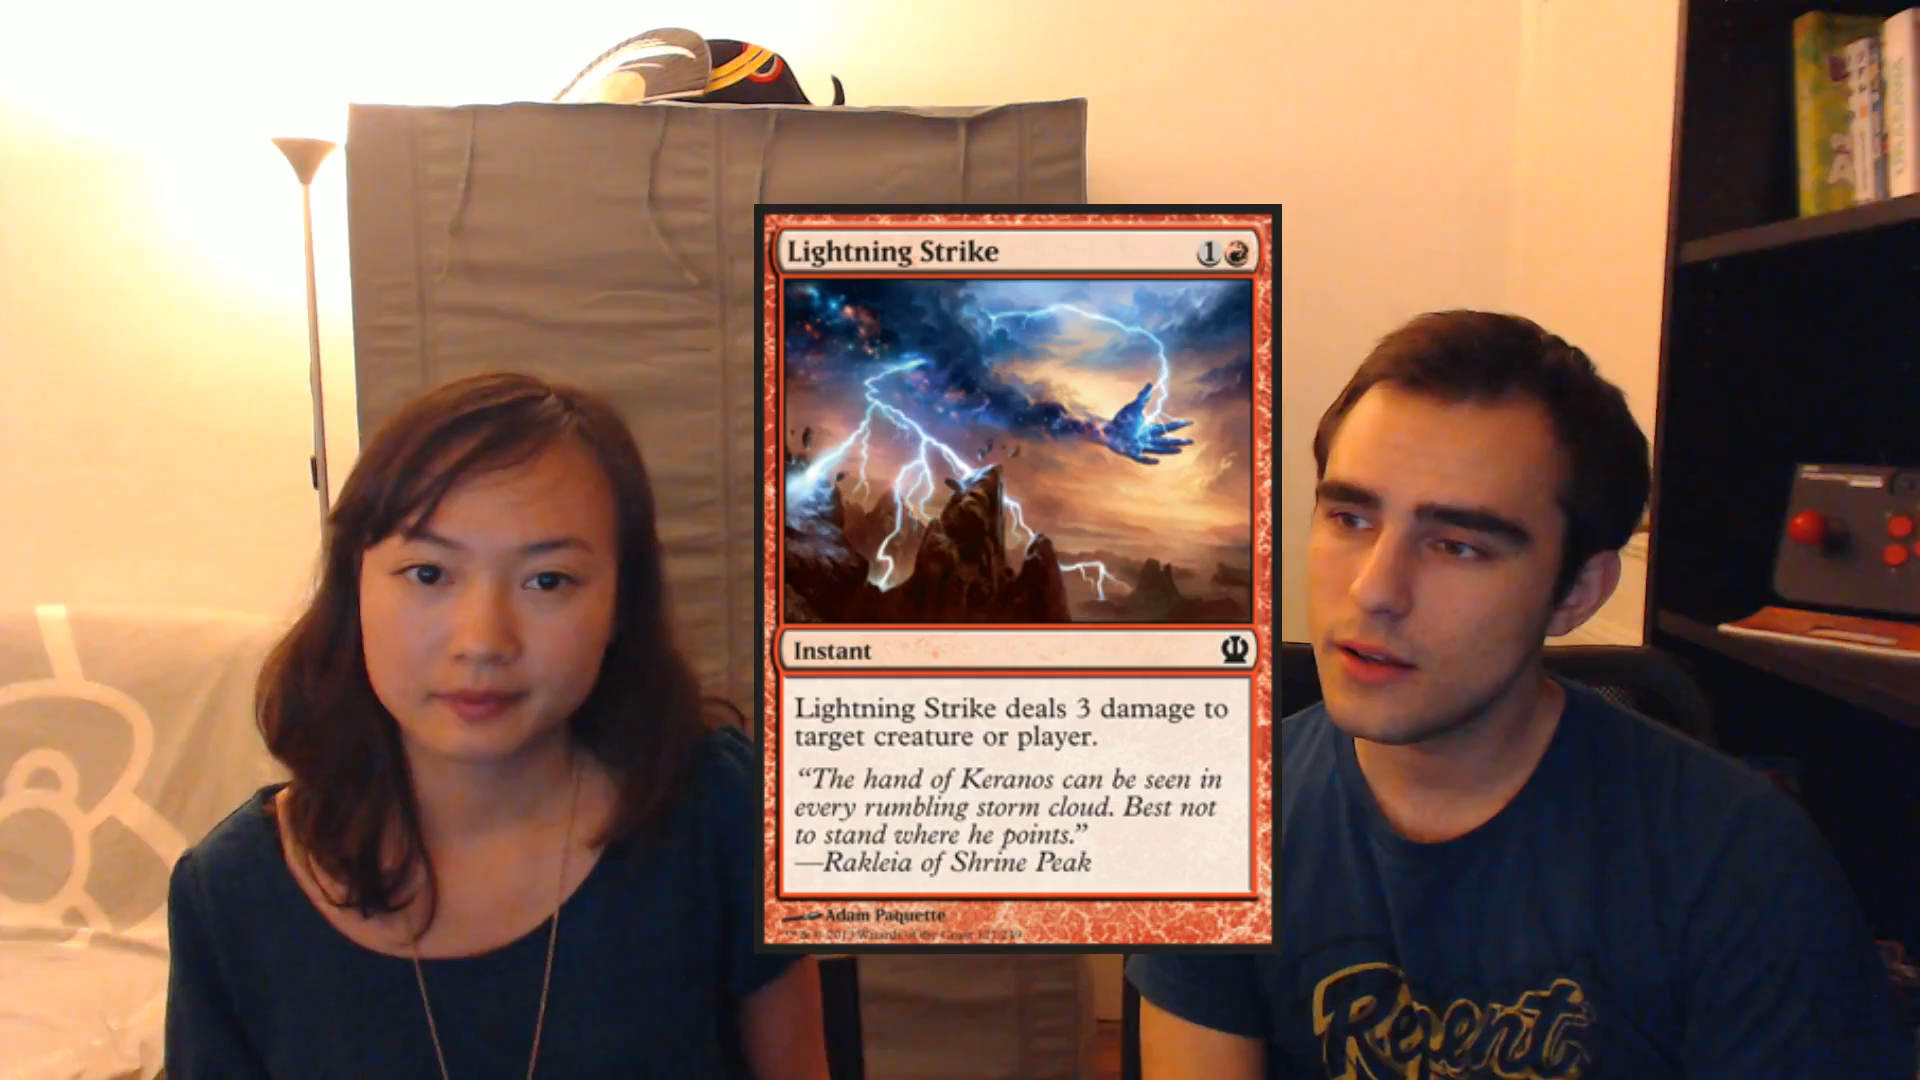 Lightning Strike 1
Instant
Lightning Strike deals 3 damage to
target creature or player.
“The hand of Keranos can be seen in
every rumbling storm cloud. Best not
to stand where he points.”
—Rakleia of Shrine Peak
Adam Paquette
Repent